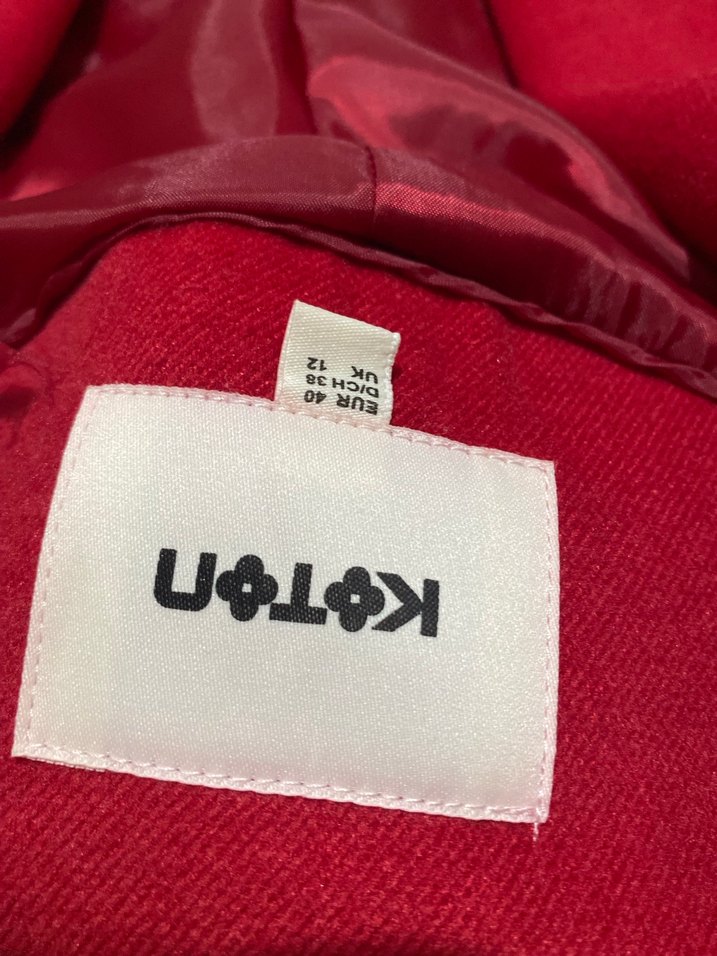 KOTON
EUR 40
D/CH 38
UK 12